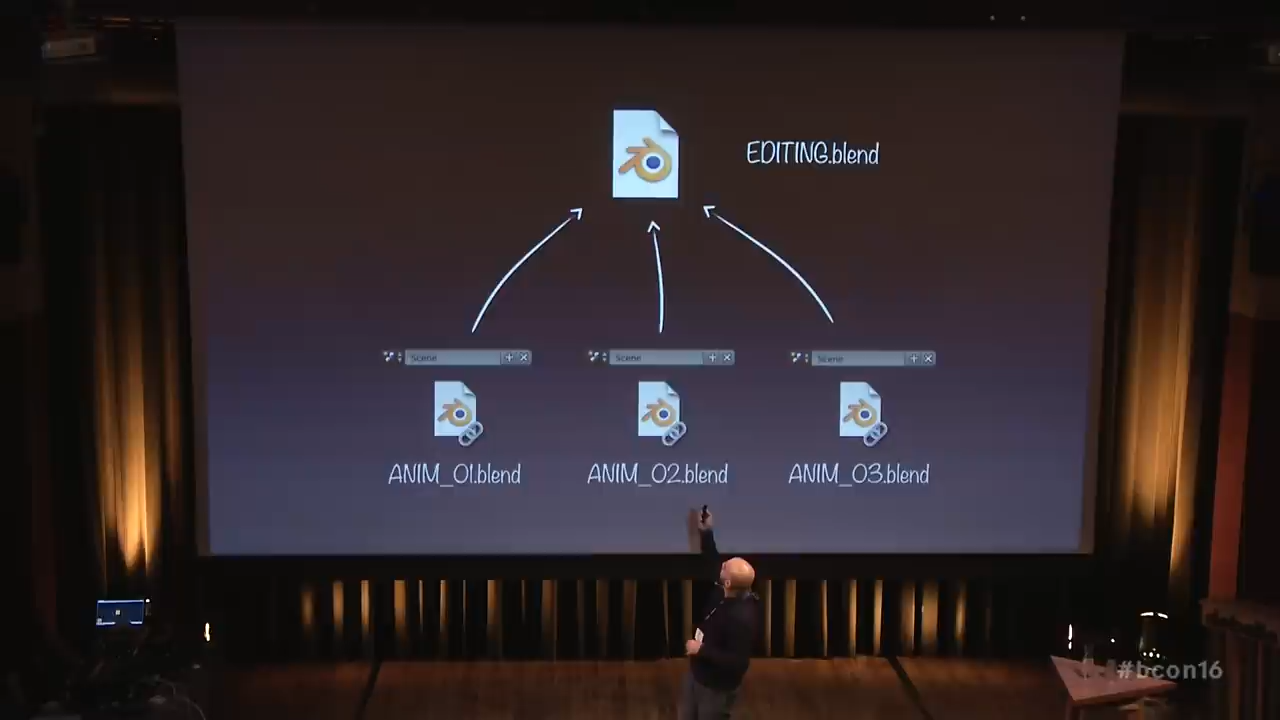 EDITING.blend
Scene
Scene
Scene
ANIM_01.blend
ANIM_02.blend
ANIM_03.blend
#bcon16